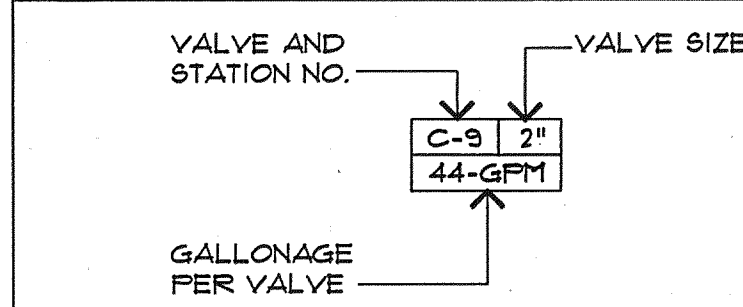 VALVE AND
STATION NO.
VALVE SIZE
C-9 2"
44-GPM
GALLONAGE
PER VALVE